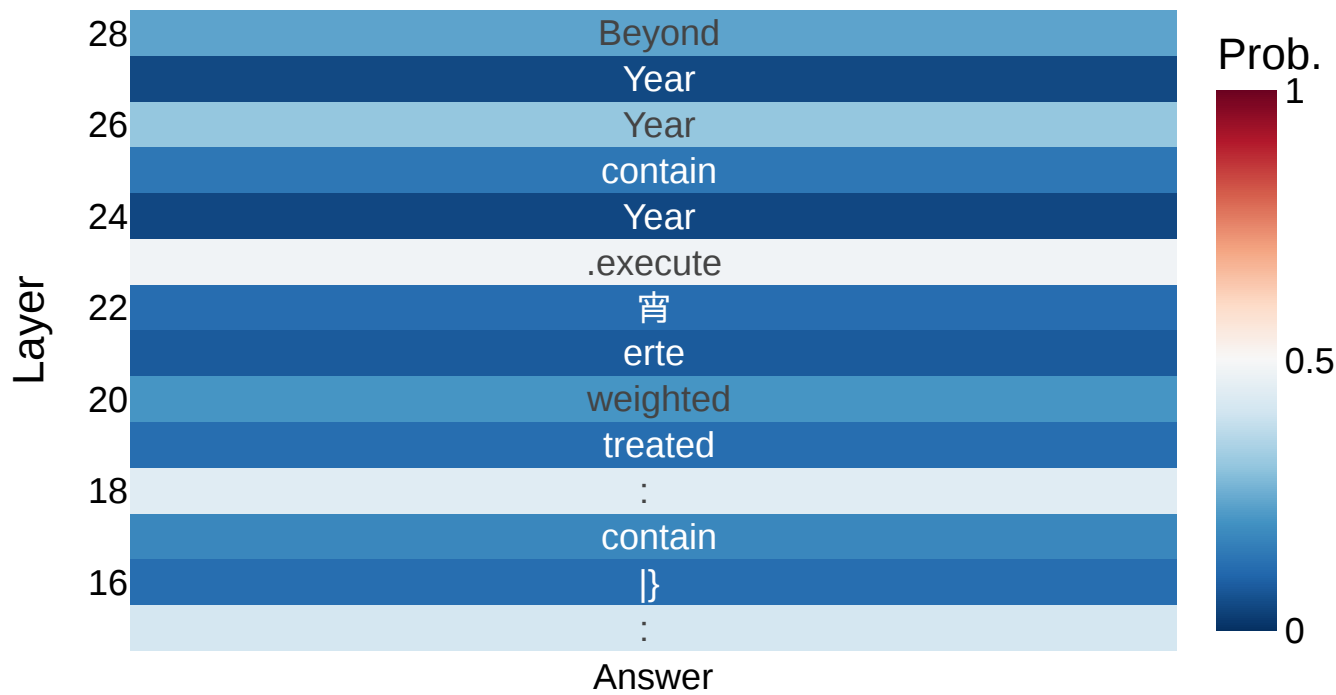 28
Beyond
Prob.
Year
1
26
Year
contain
24
Year
.execute
Layer
22
宵
erte
0.5
20
weighted
treated
18
:
contain
16
|}
:
0
Answer